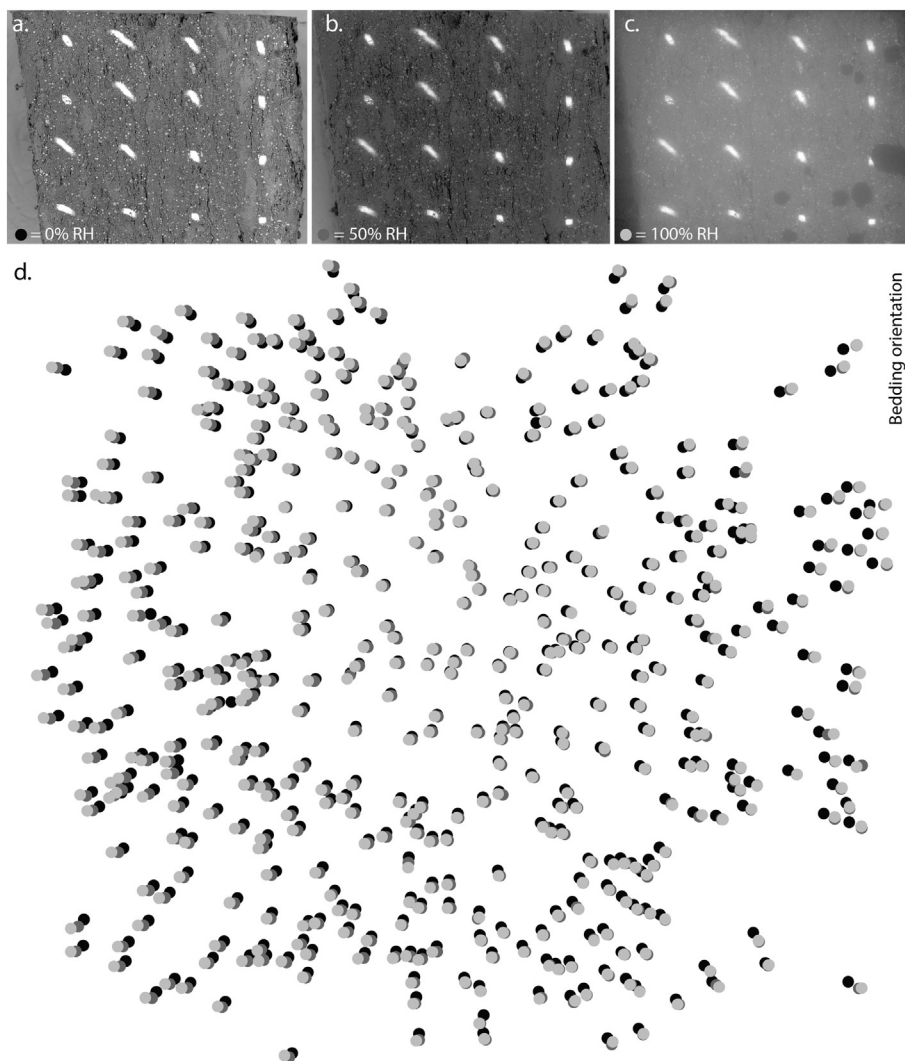 a.
b.
c.
= 0% RH
= 50% RH
= 100% RH
d.
Bedding orientation